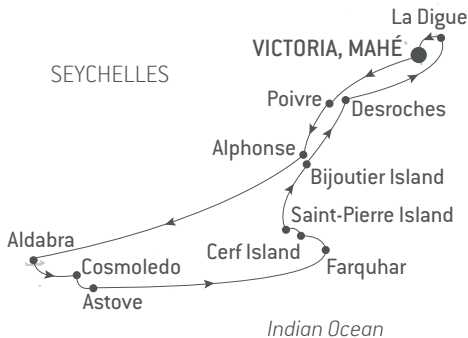 La Digue
VICTORIA, MAHÉ
SEYCHELLES
Poivre
Desroches
Alphonse
Bijoutier Island
Saint-Pierre Island
Aldabra
Cerf Island
Cosmoledo
Farquhar
Astove
Indian Ocean